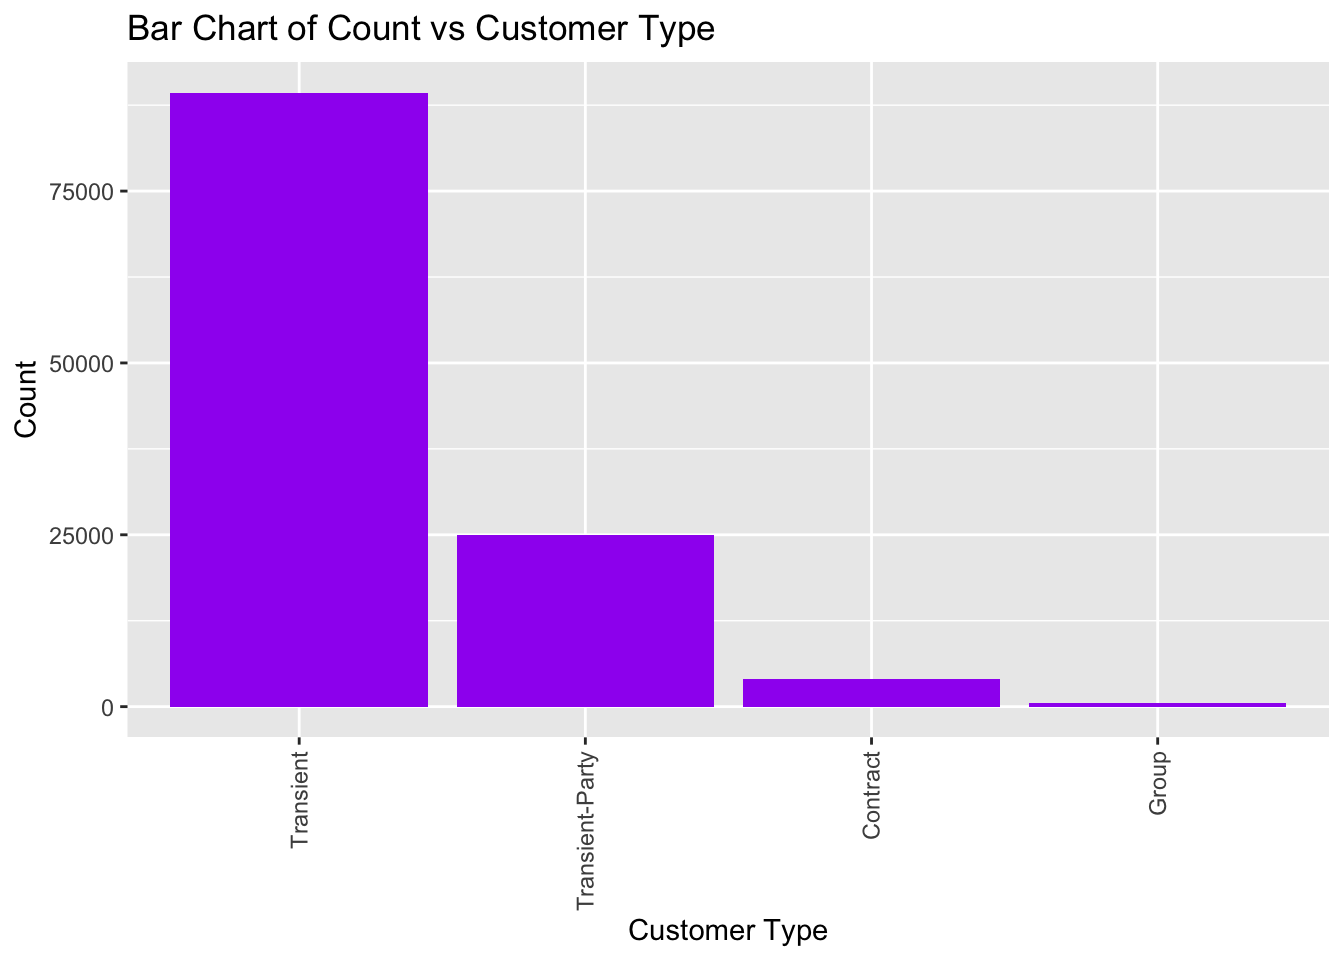 Bar Chart of Count vs Customer Type
Count
75000
50000
25000
0
Transient
Transient-Party
Contract
Group
Customer Type